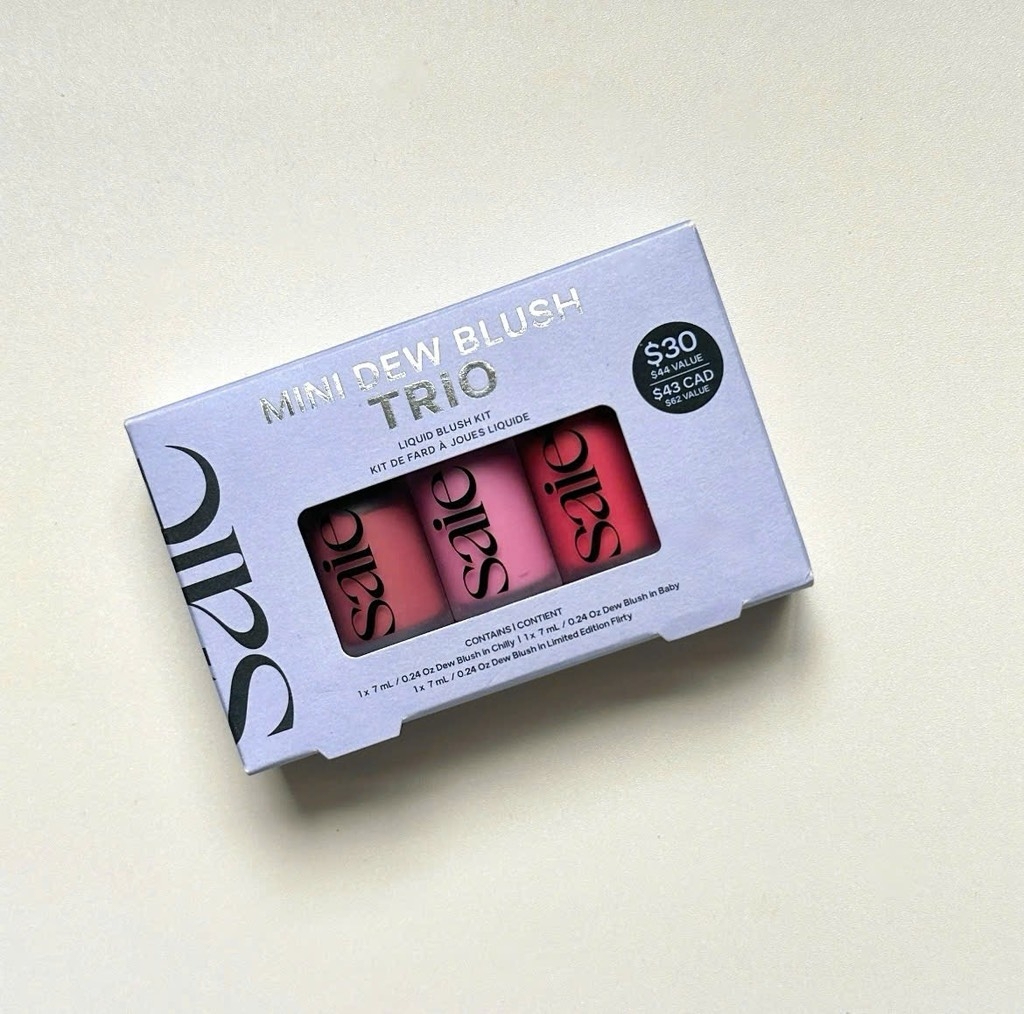 MINI DEW BLUSH
TRIO
LIQUID BLUSH KIT
KIT DE FARD À JOUES LIQUIDE
$30
$44 VALUE
$43 CAD
$62 VALUE
saie
saie
saie
saie
CONTAINS | CONTIENT
1 x 7 mL / 0.24 Oz Dew Blush in Chilly | 1 x 7 mL / 0.24 Oz Dew Blush in Baby
1 x 7 mL / 0.24 Oz Dew Blush in Limited Edition Flirty